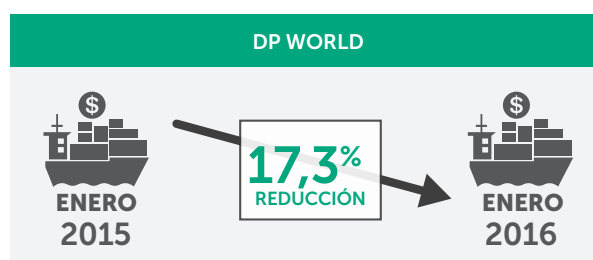 DP WORLD
$
$
17,3%
REDUCCIÓN
ENERO
2015
ENERO
2016